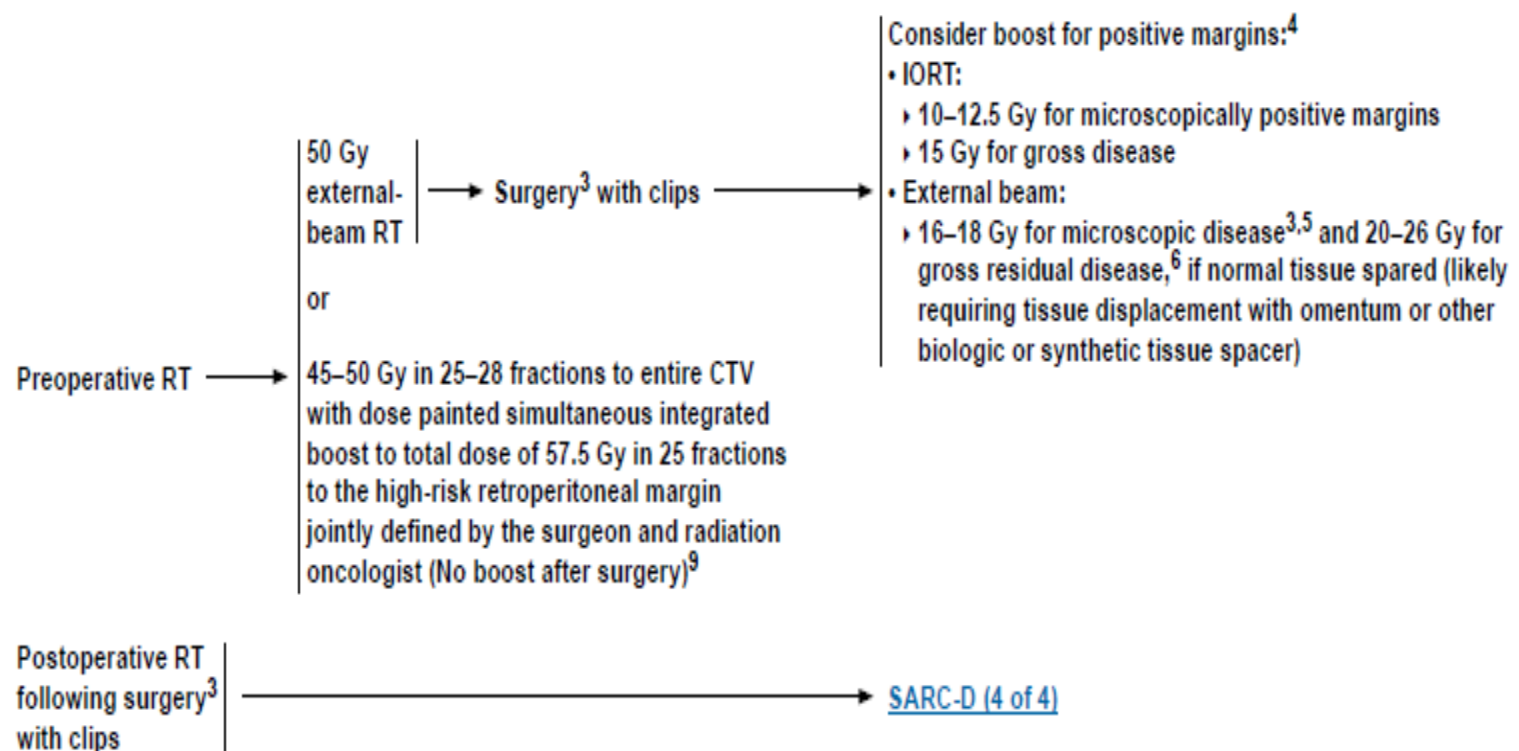 Preoperative RT
50 Gy
external-
beam RT
or
45–50 Gy in 25–28 fractions to entire CTV
with dose painted simultaneous integrated
boost to total dose of 57.5 Gy in 25 fractions
to the high-risk retroperitoneal margin
jointly defined by the surgeon and radiation
oncologist (No boost after surgery)9
Surgery3 with clips
Consider boost for positive margins:4
• IORT:
10–12.5 Gy for microscopically positive margins
15 Gy for gross disease
• External beam:
16–18 Gy for microscopic disease3,5 and 20–26 Gy for
gross residual disease,6 if normal tissue spared (likely
requiring tissue displacement with omentum or other
biologic or synthetic tissue spacer)
Postoperative RT
following surgery3
with clips
SARC-D (4 of 4)